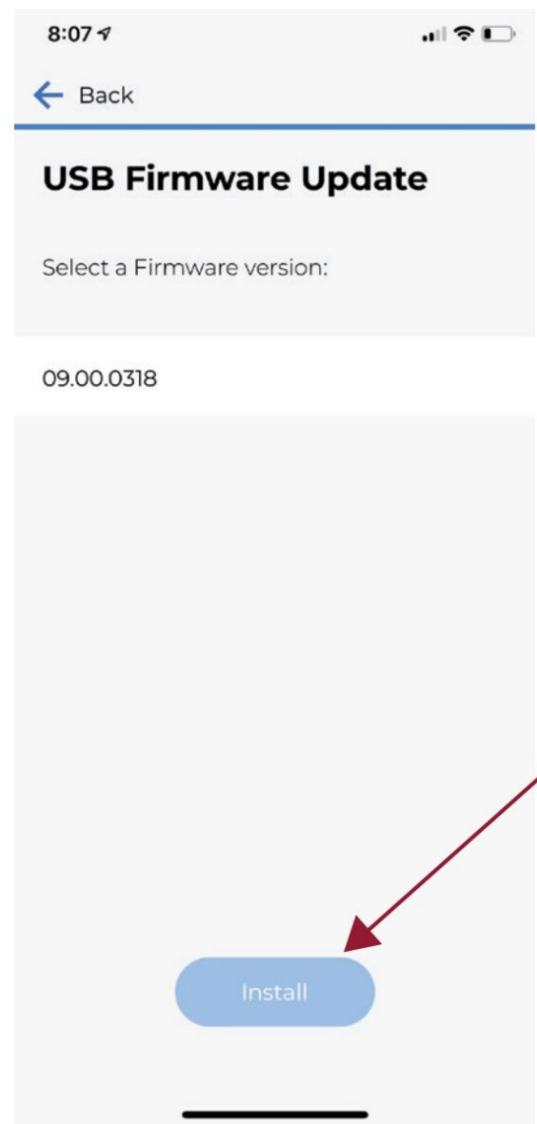 8:07
Back
USB Firmware Update
Select a Firmware version:
09.00.0318
Install